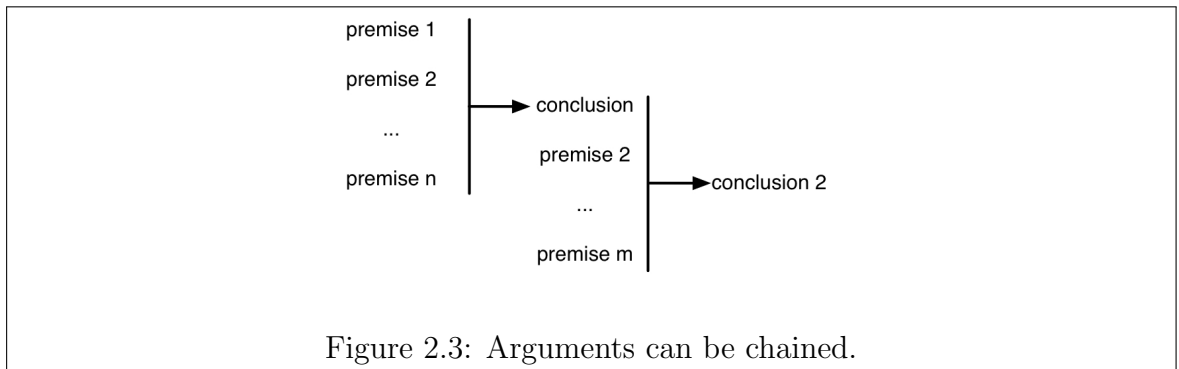 premise 1
premise 2
...
premise n
conclusion
premise 2
...
premise m
conclusion 2
Figure 2.3: Arguments can be chained.